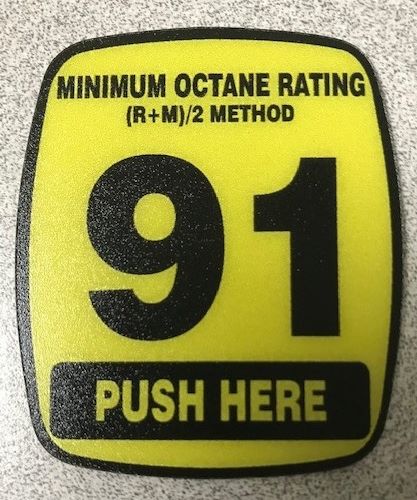 MINIMUM OCTANE RATING
(R+M)/2 METHOD
91
PUSH HERE